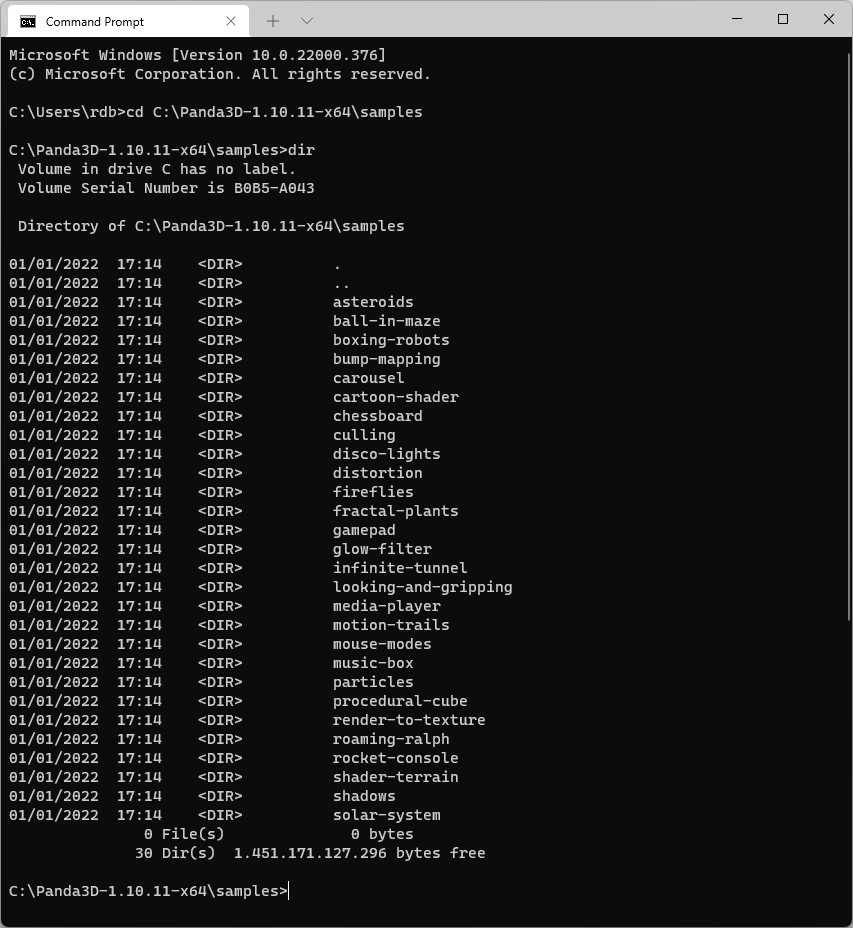 Command Prompt
Microsoft Windows [Version 10.0.22000.376]
(c) Microsoft Corporation. All rights reserved.
C:\Users\rdb>cd C:\Panda3D-1.10.11-x64\samples
C:\Panda3D-1.10.11-x64\samples>dir
 Volume in drive C has no label.
 Volume Serial Number is B0B5-A043
 Directory of C:\Panda3D-1.10.11-x64\samples
01/01/2022  17:14    <DIR>          .
01/01/2022  17:14    <DIR>          ..
01/01/2022  17:14    <DIR>          asteroids
01/01/2022  17:14    <DIR>          ball-in-maze
01/01/2022  17:14    <DIR>          boxing-robots
01/01/2022  17:14    <DIR>          bump-mapping
01/01/2022  17:14    <DIR>          carousel
01/01/2022  17:14    <DIR>          cartoon-shader
01/01/2022  17:14    <DIR>          chessboard
01/01/2022  17:14    <DIR>          culling
01/01/2022  17:14    <DIR>          disco-lights
01/01/2022  17:14    <DIR>          distortion
01/01/2022  17:14    <DIR>          fireflies
01/01/2022  17:14    <DIR>          fractal-plants
01/01/2022  17:14    <DIR>          gamepad
01/01/2022  17:14    <DIR>          glow-filter
01/01/2022  17:14    <DIR>          infinite-tunnel
01/01/2022  17:14    <DIR>          looking-and-gripping
01/01/2022  17:14    <DIR>          media-player
01/01/2022  17:14    <DIR>          motion-trails
01/01/2022  17:14    <DIR>          mouse-modes
01/01/2022  17:14    <DIR>          music-box
01/01/2022  17:14    <DIR>          particles
01/01/2022  17:14    <DIR>          procedural-cube
01/01/2022  17:14    <DIR>          render-to-texture
01/01/2022  17:14    <DIR>          roaming-ralph
01/01/2022  17:14    <DIR>          rocket-console
01/01/2022  17:14    <DIR>          shader-terrain
01/01/2022  17:14    <DIR>          shadows
01/01/2022  17:14    <DIR>          solar-system
               0 File(s)              0 bytes
              30 Dir(s)  1.451.171.127.296 bytes free
C:\Panda3D-1.10.11-x64\samples>